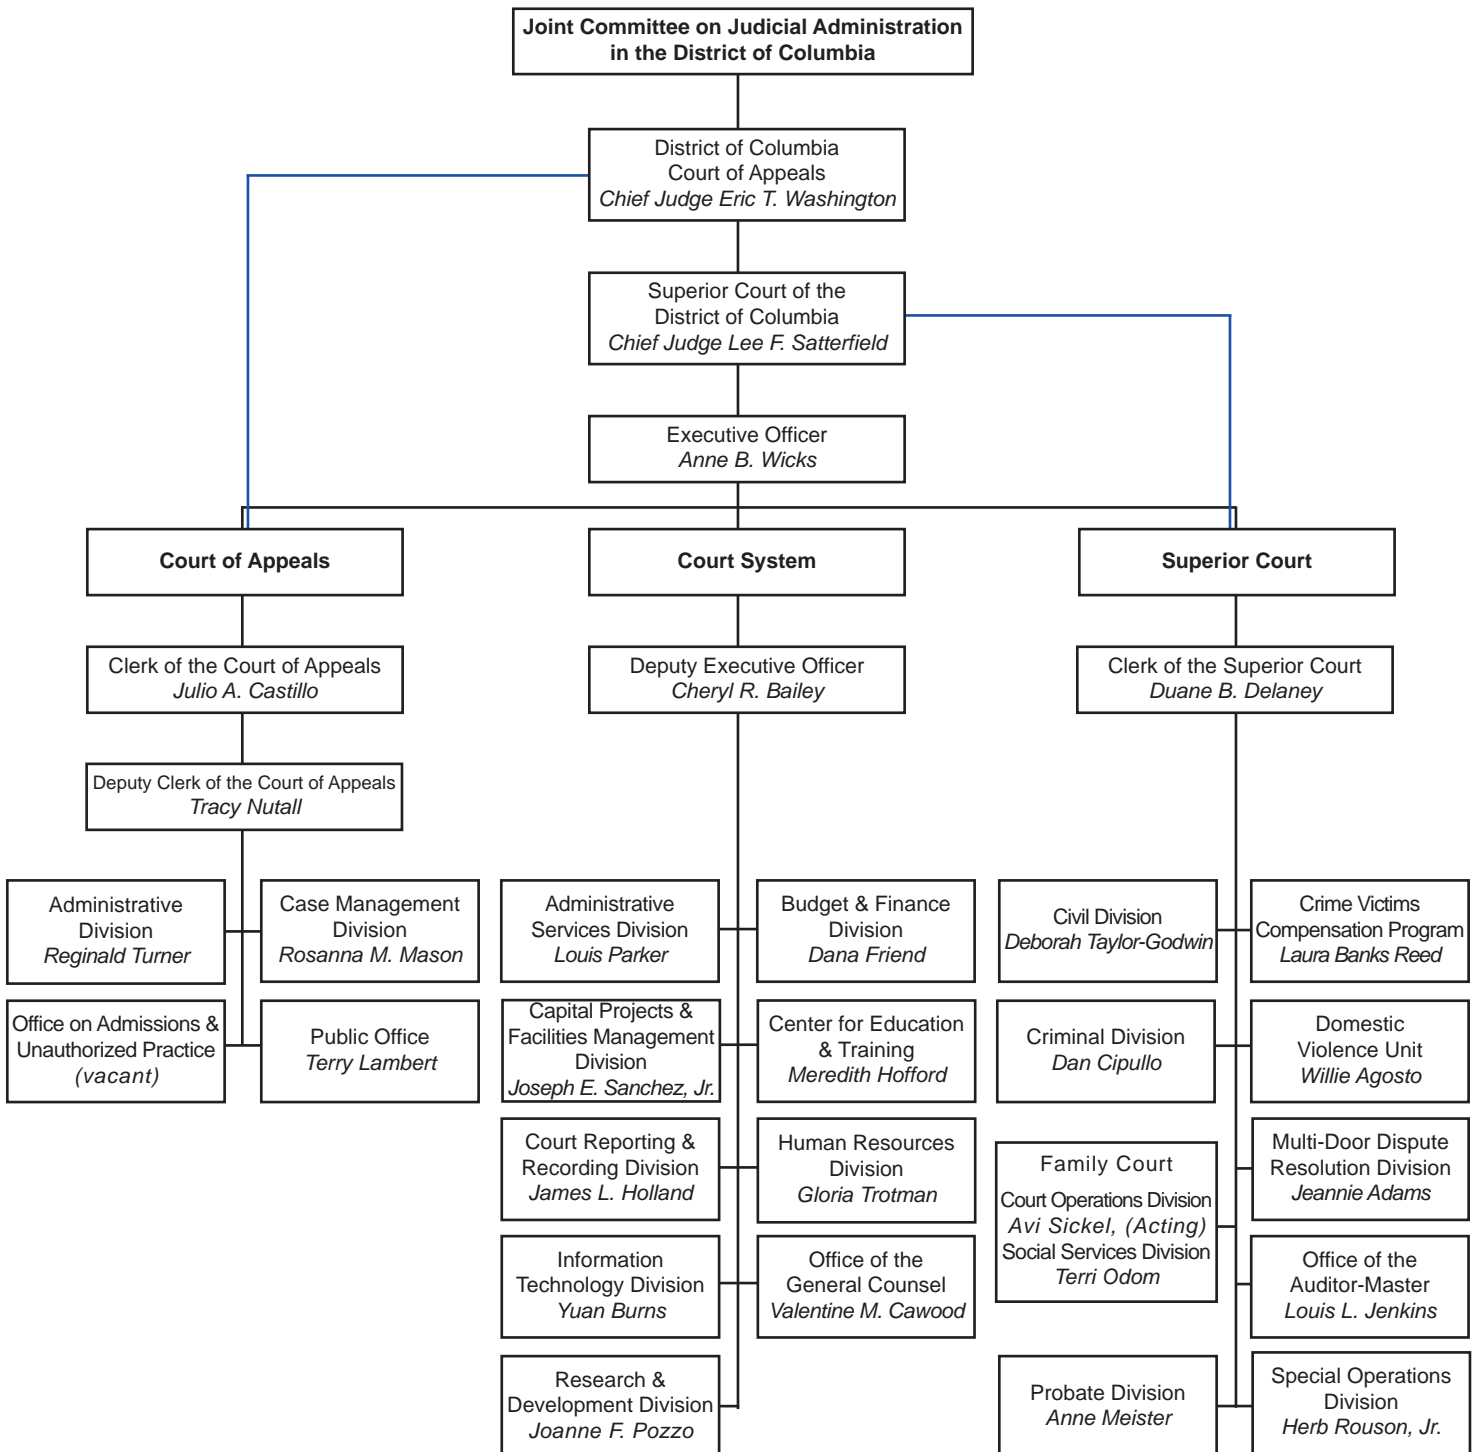 Joint Committee on Judicial Administration
in the District of Columbia
District of Columbia
Court of Appeals
Chief Judge Eric T. Washington
Superior Court of the
District of Columbia
Chief Judge Lee F. Satterfield
Executive Officer
Anne B. Wicks
Court of Appeals
Court System
Superior Court
Clerk of the Court of Appeals
Julio A. Castillo
Deputy Executive Officer
Cheryl R. Bailey
Clerk of the Superior Court
Duane B. Delaney
Deputy Clerk of the Court of Appeals
Tracy Nutall
Administrative
Division
Reginald Turner
Case Management
Division
Rosanna M. Mason
Office on Admissions &
Unauthorized Practice
(vacant)
Public Office
Terry Lambert
Administrative
Services Division
Louis Parker
Budget & Finance
Division
Dana Friend
Capital Projects &
Facilities Management
Division
Joseph E. Sanchez, Jr.
Center for Education
& Training
Meredith Hofford
Court Reporting &
Recording Division
James L. Holland
Human Resources
Division
Gloria Trotman
Information
Technology Division
Yuan Burns
Office of the
General Counsel
Valentine M. Cawood
Research &
Development Division
Joanne F. Pozzo
Civil Division
Deborah Taylor-Godwin
Crime Victims
Compensation Program
Laura Banks Reed
Criminal Division
Dan Cipullo
Domestic
Violence Unit
Willie Agosto
Family Court
Court Operations Division
Avi Sickel, (Acting)
Social Services Division
Terri Odom
Multi-Door Dispute
Resolution Division
Jeannie Adams
Office of the
Auditor-Master
Louis L. Jenkins
Probate Division
Anne Meister
Special Operations
Division
Herb Rouson, Jr.